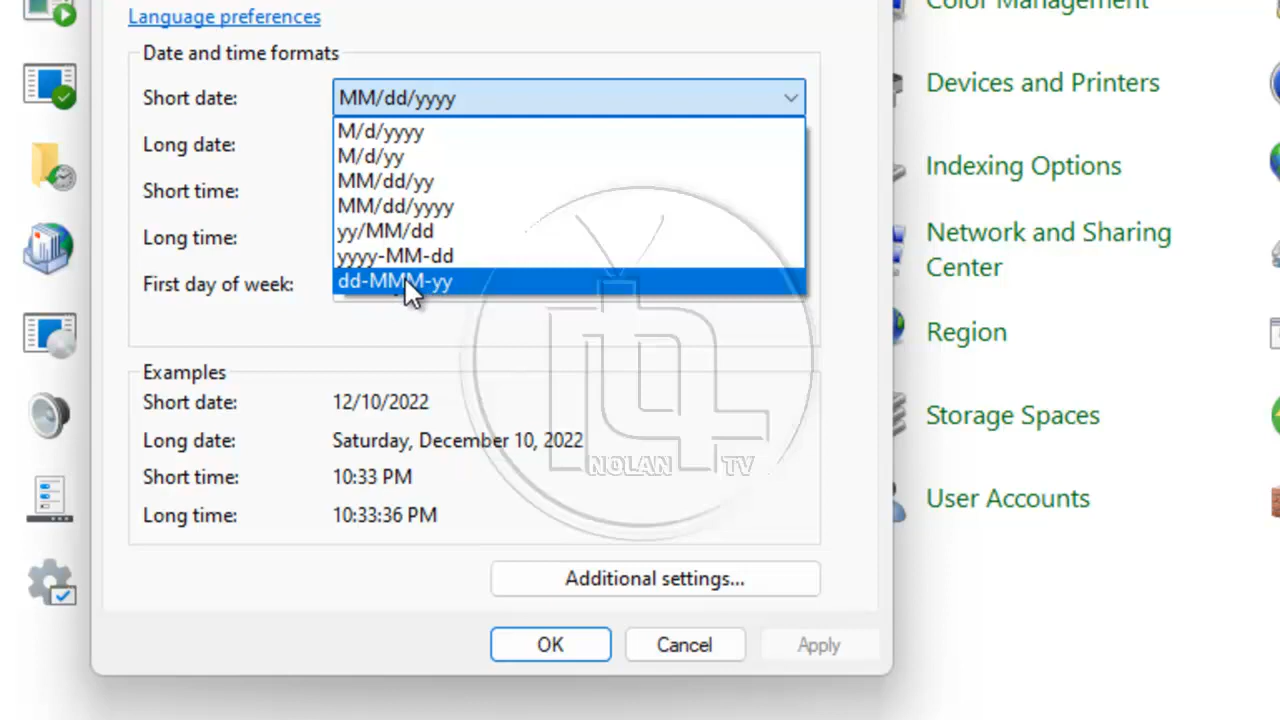 Language preferences
Color Management
Date and time formats
Short date: MM/dd/yyyy
Devices and Printers
M/d/yyyy
Long date:
M/d/yy
Indexing Options
MM/dd/yy
Short time:
MM/dd/yyyy
yy/MM/dd
Long time:
Network and Sharing
Center
yyyy-MM-dd
First day of week:
dd-MMM-yy
Region
Examples
Short date: 12/10/2022
Storage Spaces
Long date: Saturday, December 10, 2022
NOLAN TV
Short time: 10:33 PM
User Accounts
Long time: 10:33:36 PM
Additional settings...
OK Cancel Apply